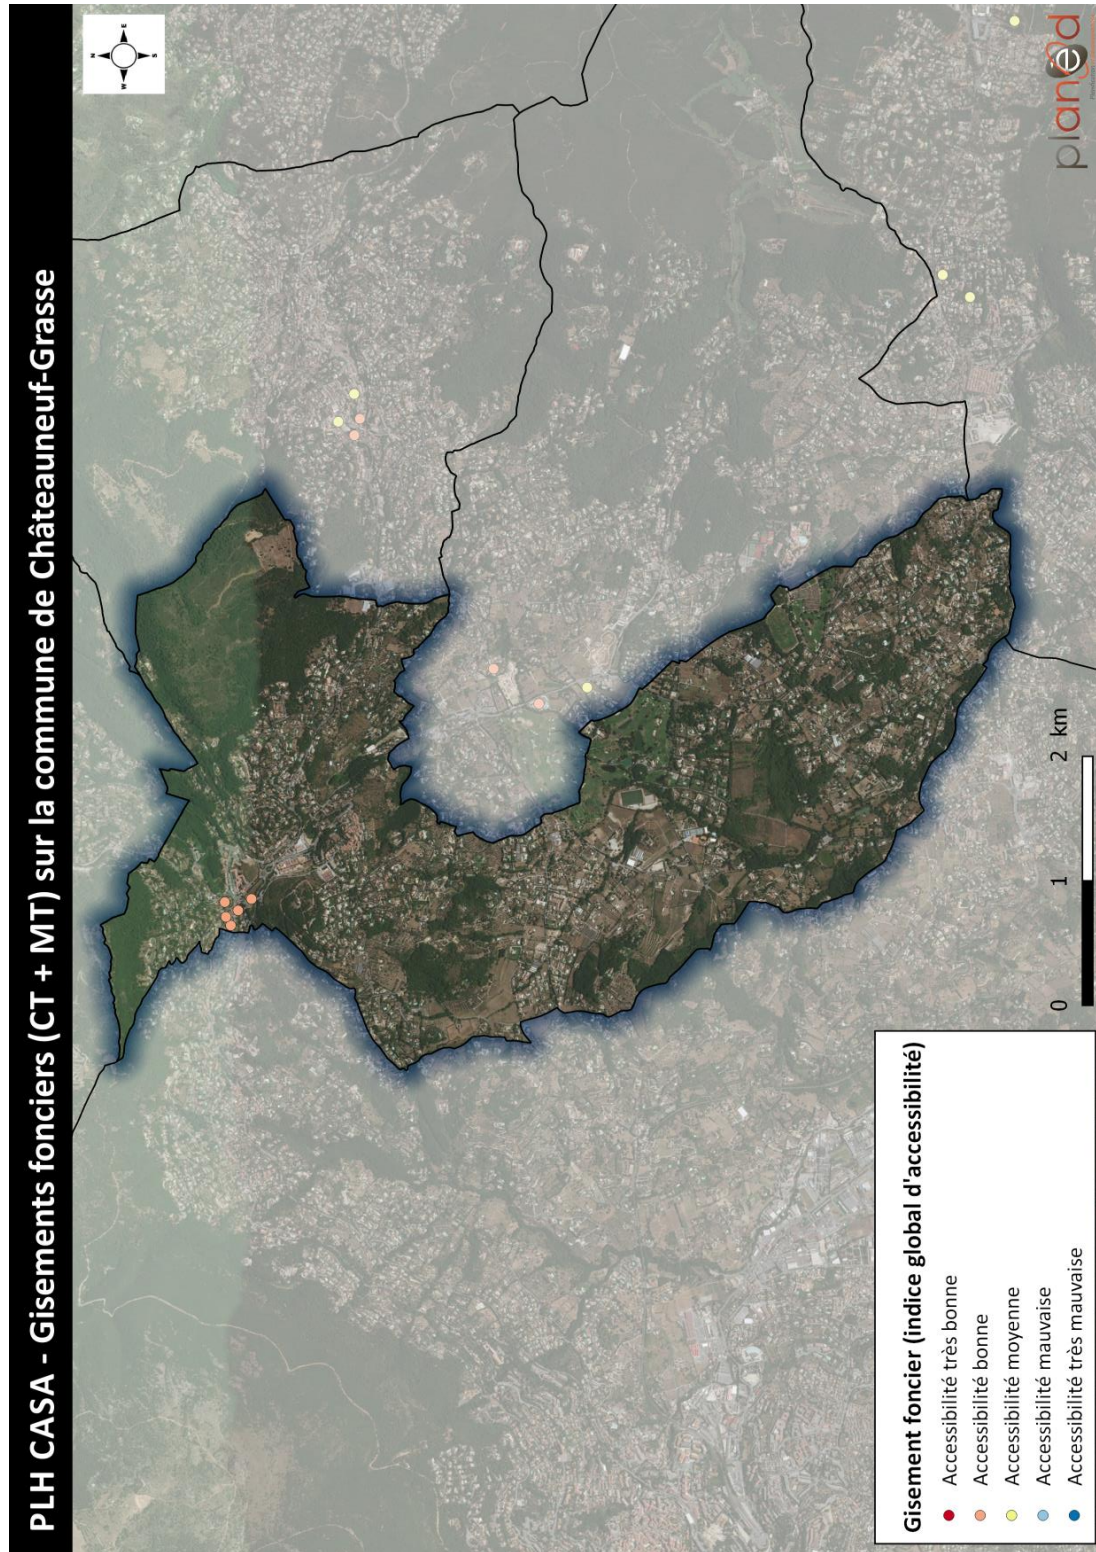 PLH CASA - Gisements fonciers (CT + MT) sur la commune de Châteauneuf-Grasse
N
W
E
S
Gisement foncier (indice global d'accessibilité)
Accessibilité très bonne
Accessibilité bonne
Accessibilité moyenne
Accessibilité mauvaise
Accessibilité très mauvaise
0 1 2 km
planed